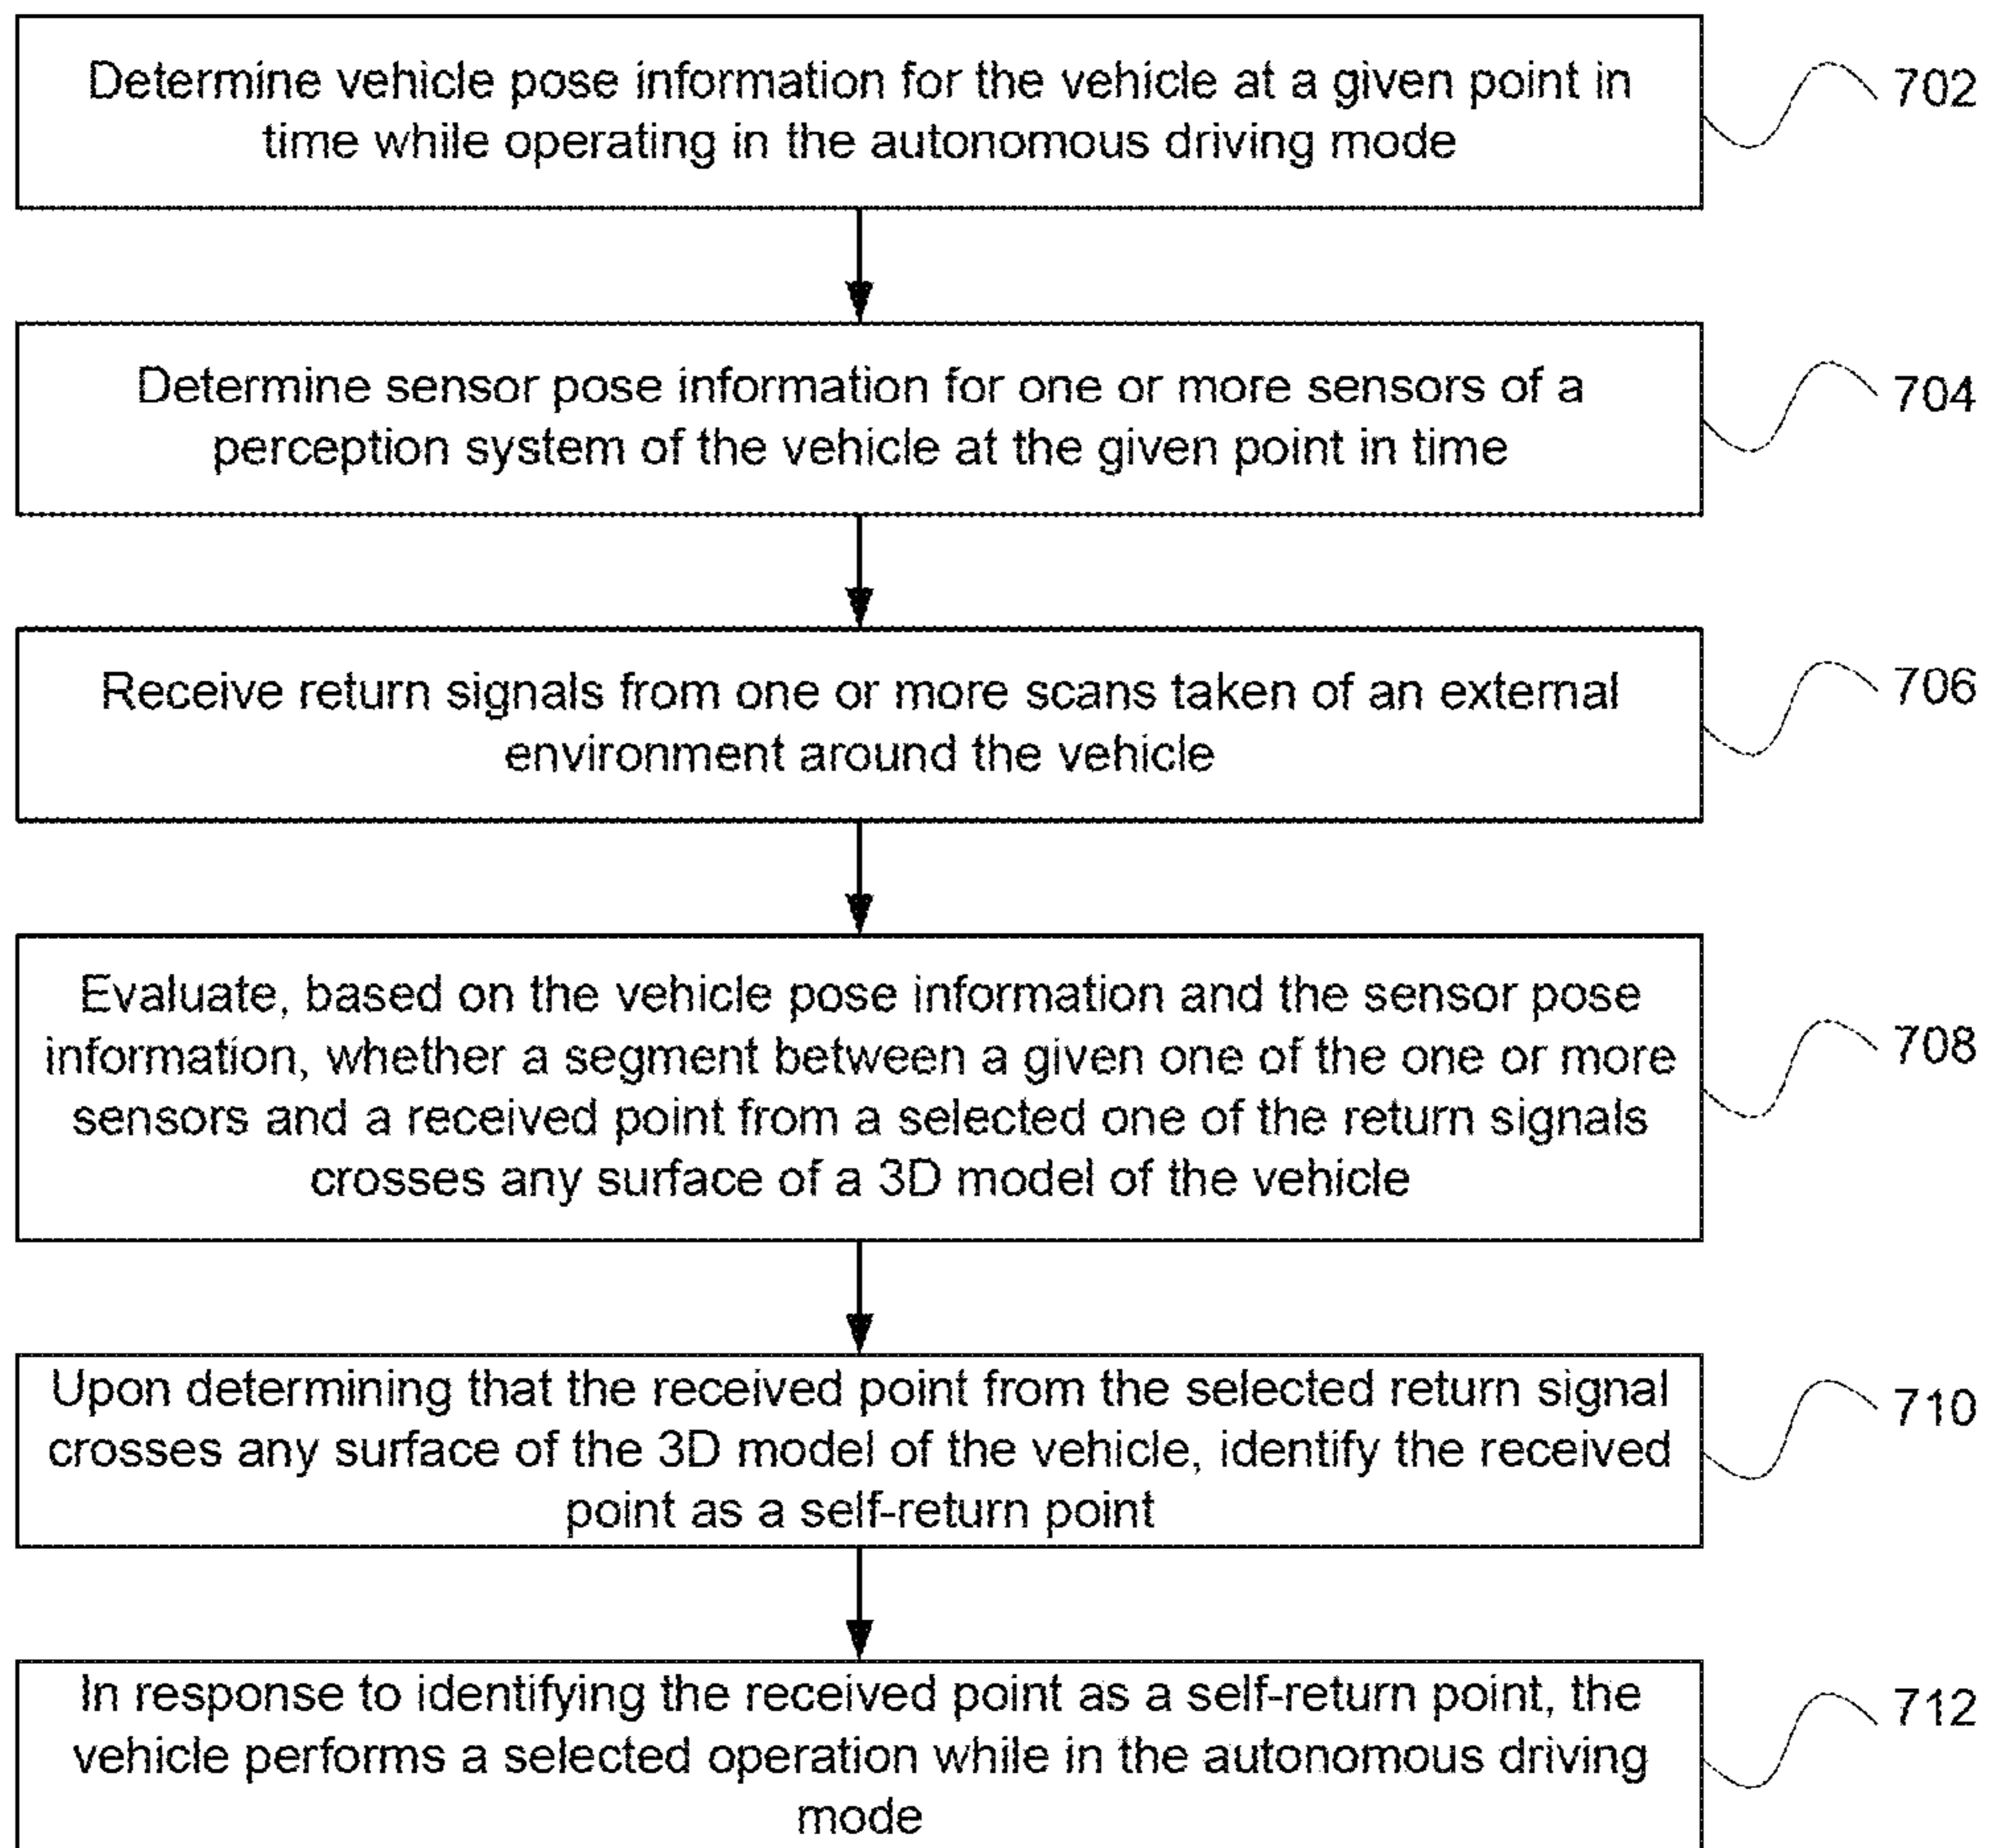 Determine vehicle pose information for the vehicle at a given point in
time while operating in the autonomous driving mode
702
Determine sensor pose information for one or more sensors of a
perception system of the vehicle at the given point in time
704
Receive return signals from one or more scans taken of an external
environment around the vehicle
706
Evaluate, based on the vehicle pose information and the sensor pose
information, whether a segment between a given one of the one or more
sensors and a received point from a selected one of the return signals
crosses any surface of a 3D model of the vehicle
708
Upon determining that the received point from the selected return signal
crosses any surface of the 3D model of the vehicle, identify the received
point as a self-return point
710
In response to identifying the received point as a self-return point, the
vehicle performs a selected operation while in the autonomous driving
mode
712